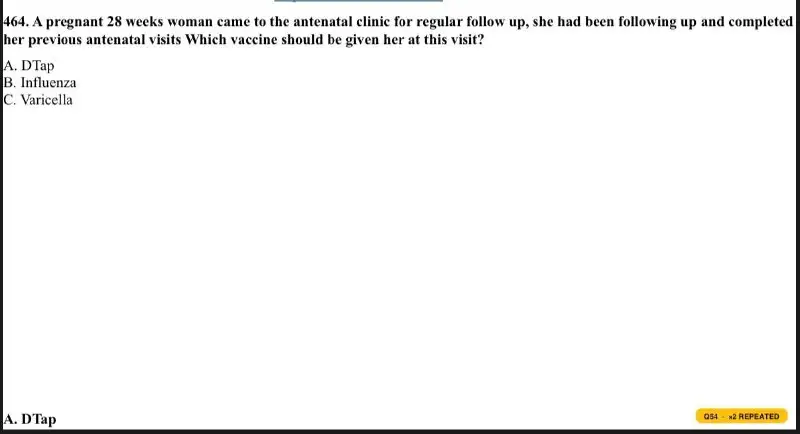 464. A pregnant 28 weeks woman came to the antenatal clinic for regular follow up, she had been following up and completed
her previous antenatal visits Which vaccine should be given her at this visit?
A. DTap
B. Influenza
C. Varicella
A. DTap
Q54 - x2 REPEATED